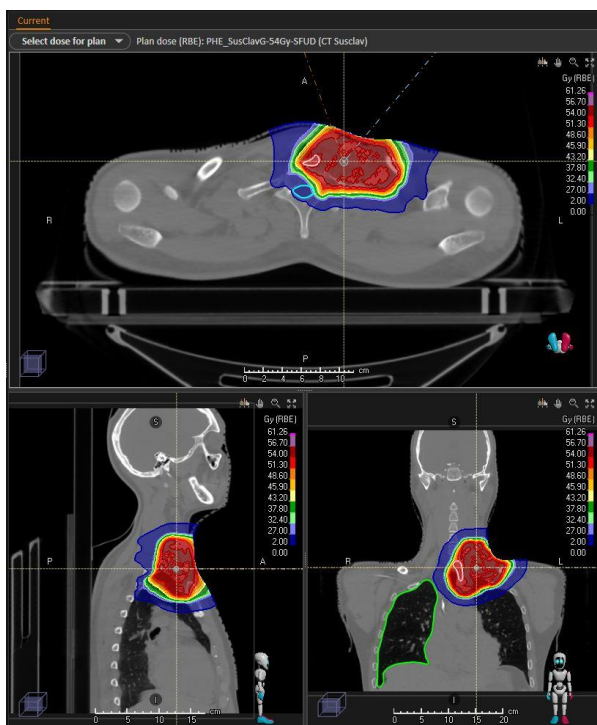 Current
Select dose for plan Plan dose (RBE): PHE_SusClavG-54Gy-SFUD (CT Susclav)
A
Gy (RBE)
61.26
56.70
54.00
51.30
48.60
45.90
43.20
37.80
32.40
27.00
2.00
0.00
R
L
P
0 2 4 6 8 10 cm
S
Gy (RBE)
61.26
56.70
54.00
51.30
48.60
45.90
43.20
37.80
32.40
27.00
2.00
0.00
P
A
I
0 5 10 15 cm
S
Gy (RBE)
61.26
56.70
54.00
51.30
48.60
45.90
43.20
37.80
32.40
27.00
2.00
0.00
R
L
I
0 5 10 15 20 cm